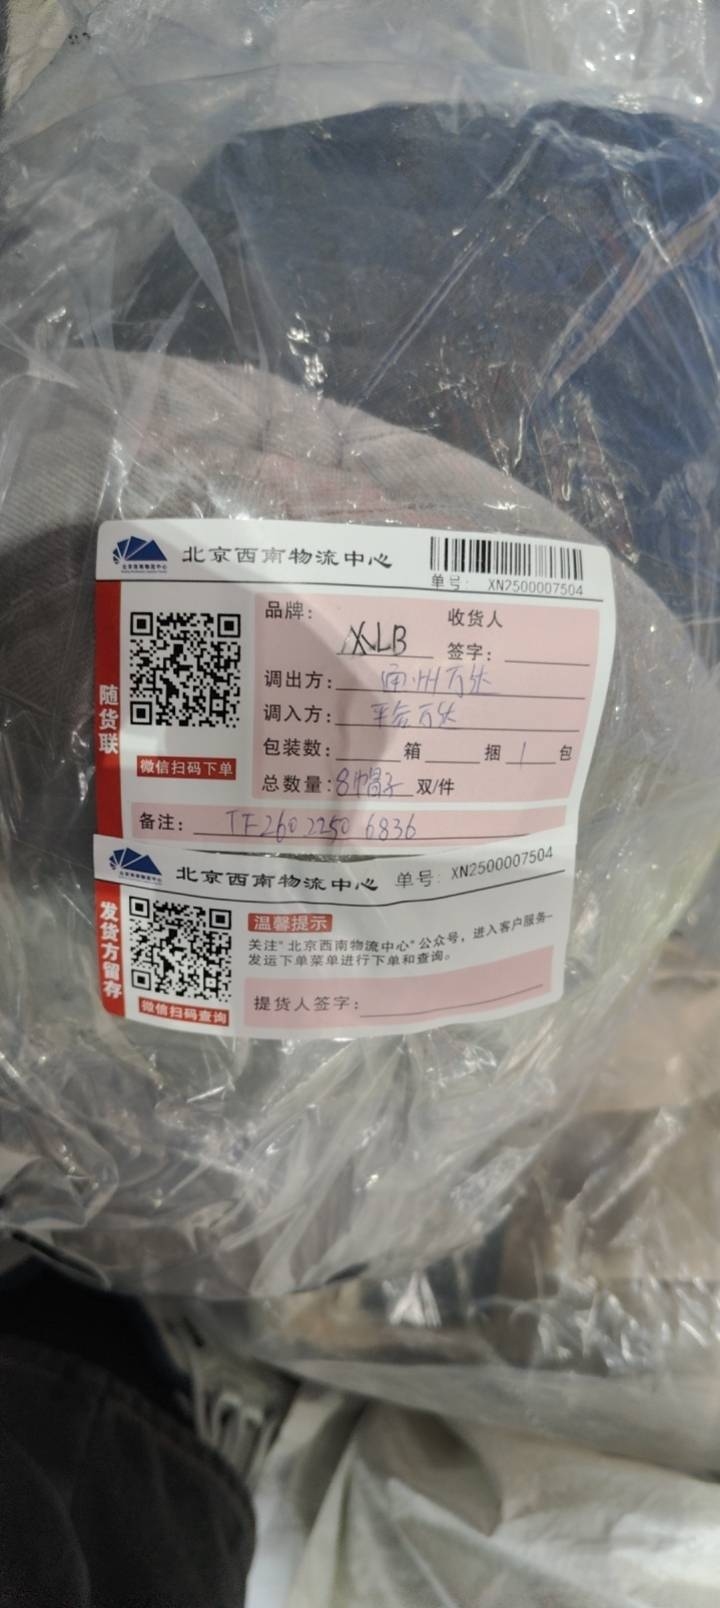 北京西南物流中心
单号: XN2500007504
品牌: MLB
收货人
签字:
调出方: 通州万达
调入方: 平谷万达
包装数: 箱 捆 1 包
总数量: 8帽子 双/件
备注: TF260 2250 6836
随货联
微信扫码下单
北京西南物流中心 单号: XN2500007504
发货方留存
温馨提示
关注“北京西南物流中心”公众号,进入客户服务-
发运下单菜单进行下单和查询。
提货人签字:
微信扫码查询